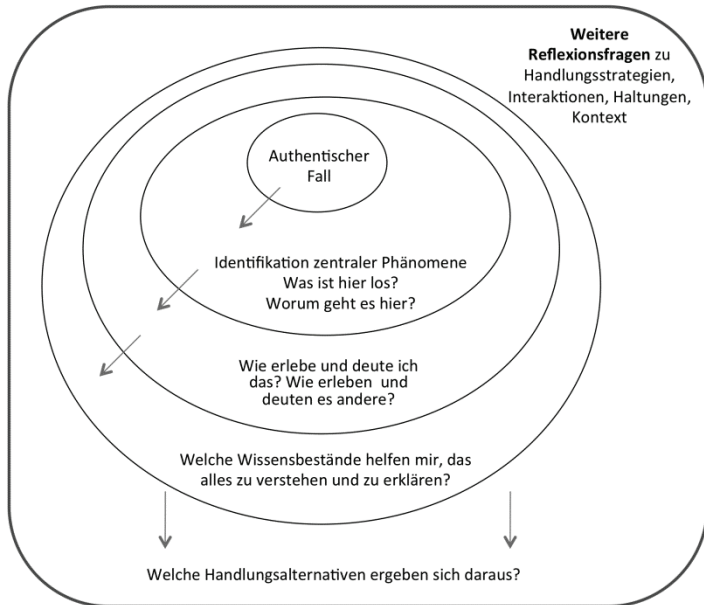 Weitere
Reflexionsfragen zu
Handlungsstrategien,
Interaktionen, Haltungen,
Kontext
Authentischer
Fall
Identifikation zentraler Phänomene
Was ist hier los?
Worum geht es hier?
Wie erlebe und deute ich
das? Wie erleben und
deuten es andere?
Welche Wissensbestände helfen mir, das
alles zu verstehen und zu erklären?
Welche Handlungsalternativen ergeben sich daraus?